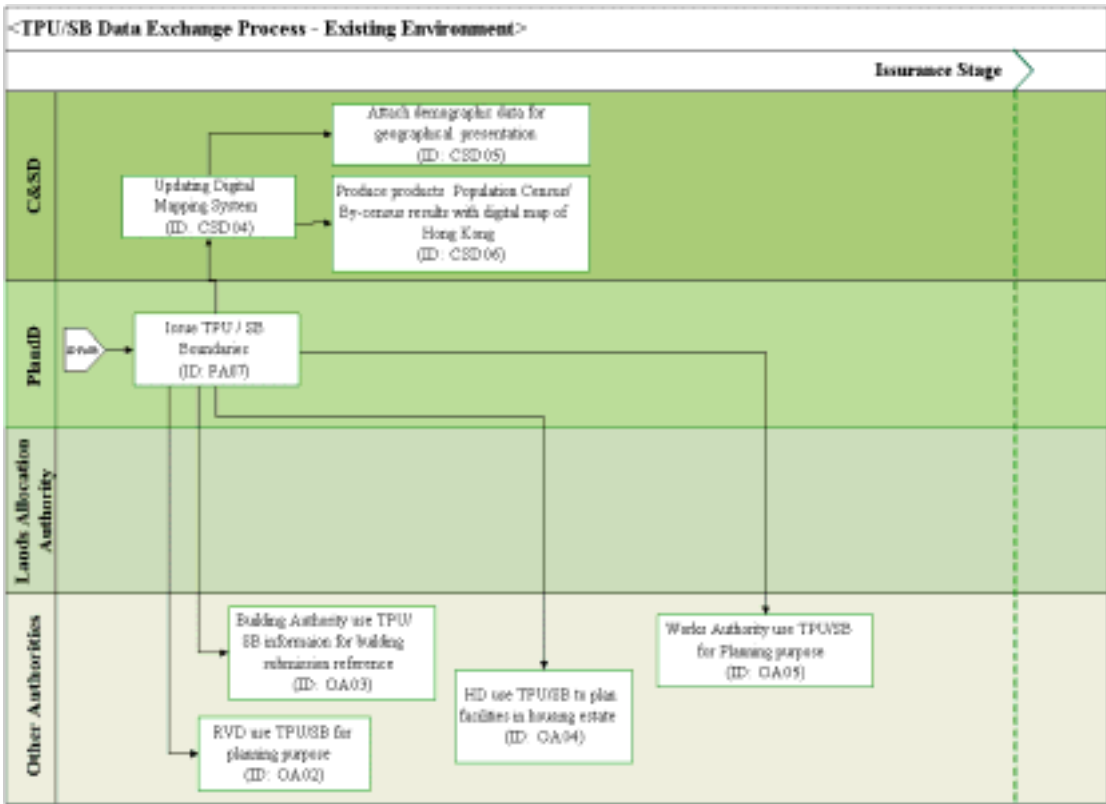 <TPU/SB Data Exchange Process - Existing Environment>
Issurance Stage
C&SD
Attach demographic data for
geographical presentation
(ID: CSD05)
Updating Digital
Mapping System
(ID: CSD04)
Produce products Population Census/
By-census results with digital map of
Hong Kong
(ID: CSD06)
PlandD
Issue TPU / SB
Boundaries
(ID: PA07)
Lands Allocation
Authority
Other Authorities
Building Authority use TPU/
SB informaion for building
submission reference
(ID: OA03)
RVD use TPU/SB for
planning purpose
(ID: OA02)
HD use TPU/SB to plan
facilities in housing estate
(ID: OA04)
Works Authority use TPU/SB
for Planning purpose
(ID: OA05)